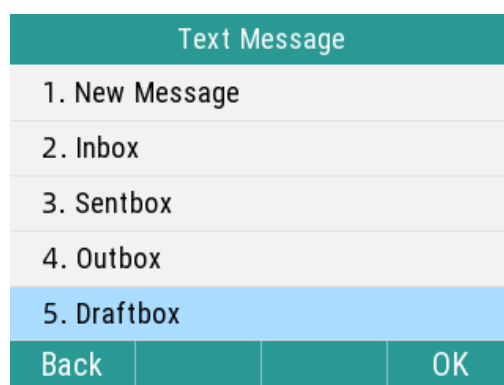 Text Message
1. New Message
2. Inbox
3. Sentbox
4. Outbox
5. Draftbox
Back OK